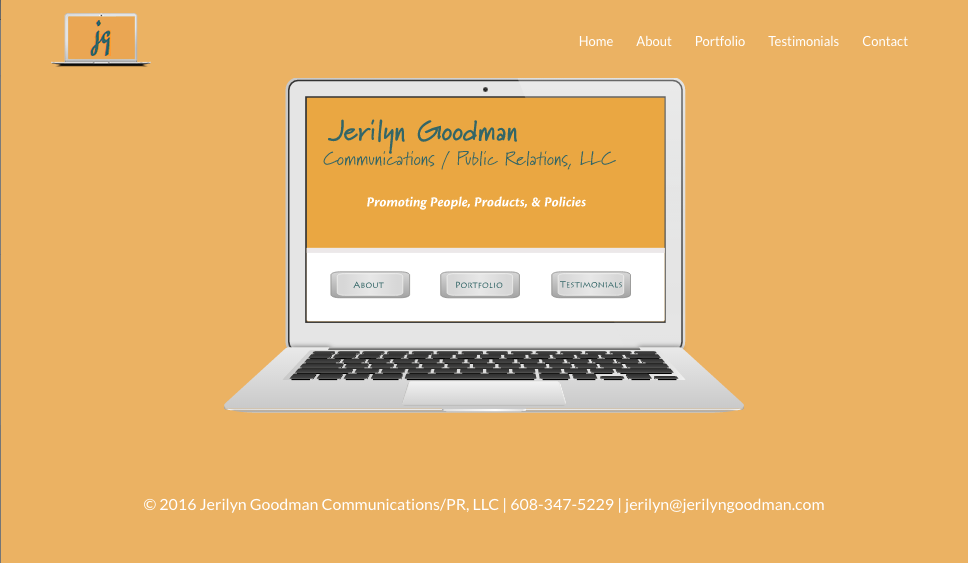 jg
Home About Portfolio Testimonials Contact
Jerilyn Goodman
Communications / Public Relations, LLC
Promoting People, Products, & Policies
About Portfolio Testimonials
© 2016 Jerilyn Goodman Communications/PR, LLC | 608-347-5229 | jerilyn@jerilyngoodman.com